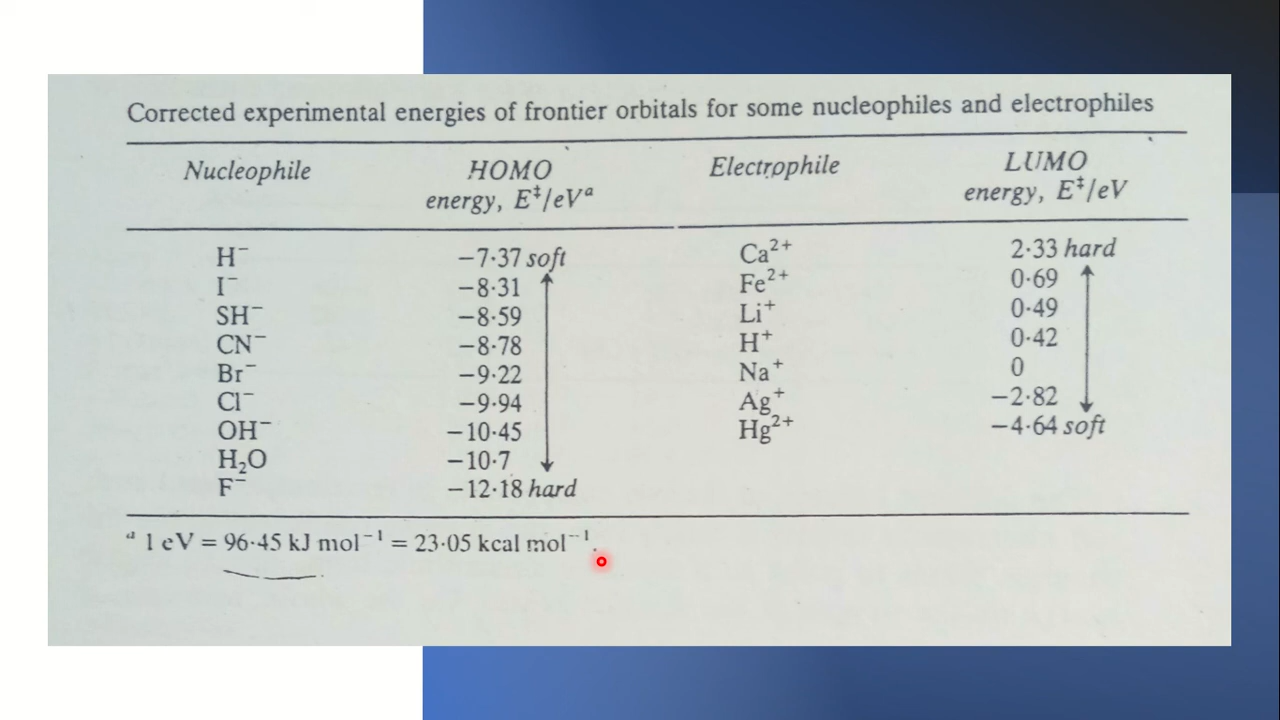 Corrected experimental energies of frontier orbitals for some nucleophiles and electrophiles
Nucleophile HOMO energy, E‡/eVᵃ Electrophile LUMO energy, E‡/eV
H⁻ −7·37 soft Ca²⁺ 2·33 hard
I⁻ −8·31 Fe²⁺ 0·69
SH⁻ −8·59 Li⁺ 0·49
CN⁻ −8·78 H⁺ 0·42
Br⁻ −9·22 Na⁺ 0
Cl⁻ −9·94 Ag⁺ −2·82
OH⁻ −10·45 Hg²⁺ −4·64 soft
H₂O −10·7
F⁻ −12·18 hard
ᵃ 1 eV = 96·45 kJ mol⁻¹ = 23·05 kcal mol⁻¹.